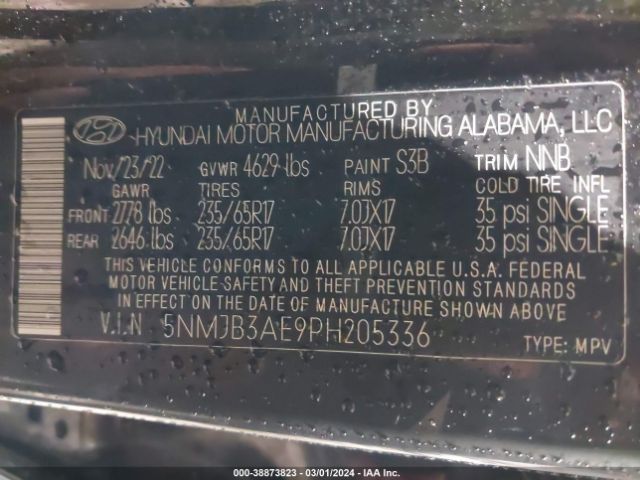 MANUFACTURED BY
HYUNDAI MOTOR MANUFACTURING ALABAMA, LLC
Nov/23/22 GVWR 4629 lbs PAINT S3B TRIM NNB
GAWR TIRES RIMS COLD TIRE INFL
FRONT 2778 lbs 235/65R17 7.0JX17 35 psi SINGLE
REAR 2646 lbs 235/65R17 7.0JX17 35 psi SINGLE
THIS VEHICLE CONFORMS TO ALL APPLICABLE U.S.A. FEDERAL
MOTOR VEHICLE SAFETY AND THEFT PREVENTION STANDARDS
IN EFFECT ON THE DATE OF MANUFACTURE SHOWN ABOVE.
V.I.N 5NMJB3AE9PH205336 TYPE: MPV
000-38873823 - 03/01/2024 - IAA Inc.